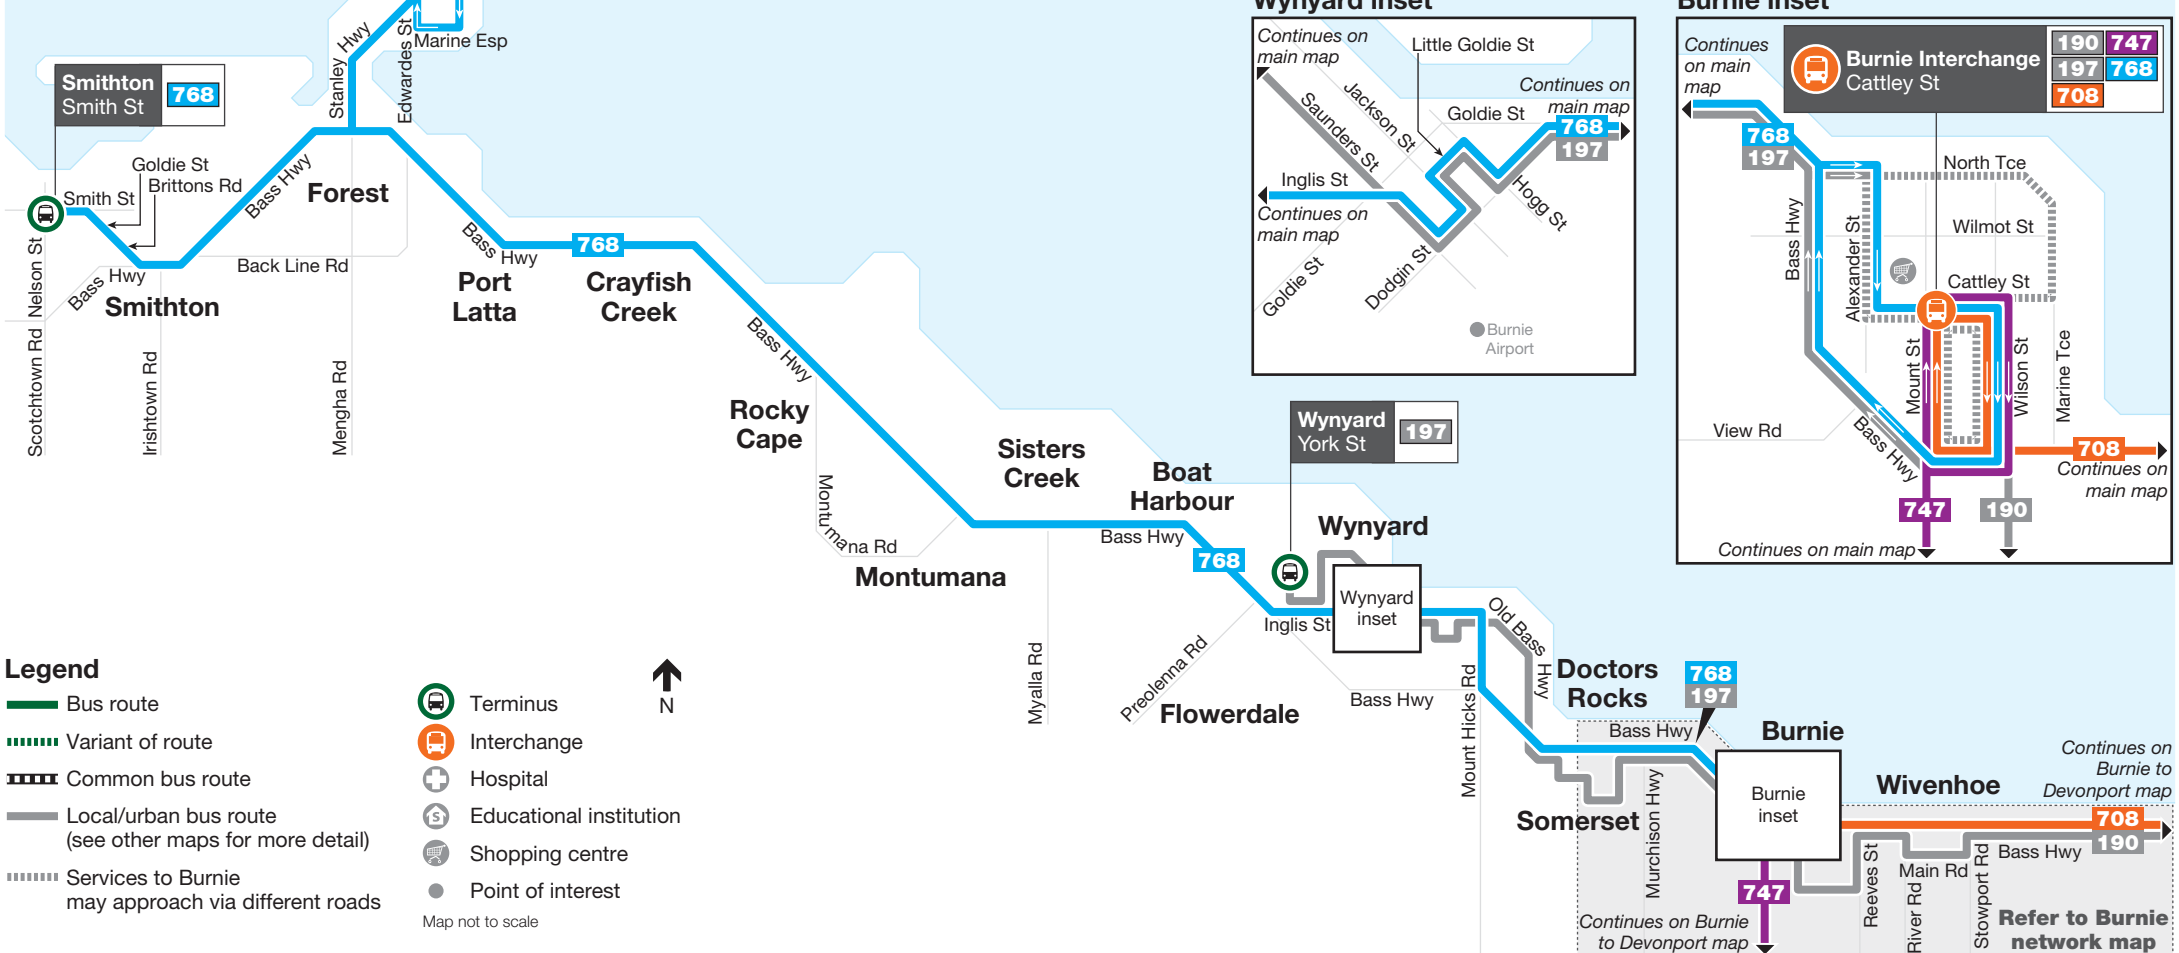 Wynyard inset
Burnie inset
Marine Esp
Stanley Hwy
Edwardes St
Smithton
Smith St
768
Goldie St
Brittons Rd
Smith St
Bass Hwy
Forest
Nelson St
Scotchtown Rd
Bass Hwy
Smithton
Back Line Rd
Irishtown Rd
Mengha Rd
Bass Hwy
768
Port
Latta
Crayfish
Creek
Bass Hwy
Rocky
Cape
Montumana Rd
Montumana
Sisters
Creek
Boat
Harbour
Bass Hwy
768
Myalla Rd
Preolenna Rd
Flowerdale
Wynyard
York St
197
Wynyard
Inglis St
Wynyard
inset
Bass Hwy
Old Bass Hwy
Mount Hicks Rd
Doctors
Rocks
768
197
Bass Hwy
Burnie
Somerset
Murchison Hwy
Burnie
inset
Wivenhoe
Continues on
Burnie to
Devonport map
708
190
Bass Hwy
Main Rd
Reeves St
River Rd
Stowport Rd
747
Continues on Burnie
to Devonport map
Refer to Burnie
network map
Continues on
main map
Little Goldie St
Continues on
main map
Jackson St
Saunders St
Goldie St
768
197
Inglis St
Continues on
main map
Hogg St
Goldie St
Dodgin St
Burnie
Airport
Continues
on main
map
Burnie Interchange
Cattley St
190 747
197 768
708
768
197
North Tce
Bass Hwy
Alexander St
Wilmot St
Cattley St
Mount St
Wilson St
Marine Tce
View Rd
Bass Hwy
708
Continues on
main map
747
190
Continues on main map
Legend
Bus route
Variant of route
Common bus route
Local/urban bus route
(see other maps for more detail)
Services to Burnie
may approach via different roads
N
Terminus
Interchange
Hospital
S
Educational institution
Shopping centre
Point of interest
Map not to scale